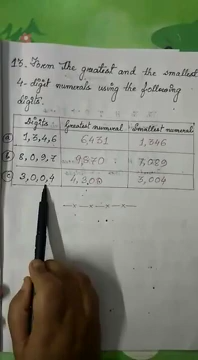 13. Form the greatest and the smallest
4-digit numerals using the following
digits.
Digits Greatest numeral Smallest numeral
(a) 1,3,4,6 6,431 1,346
(b) 8,0,9,7 9,870 7,089
(c) 3,0,0,4 4,300 3,004